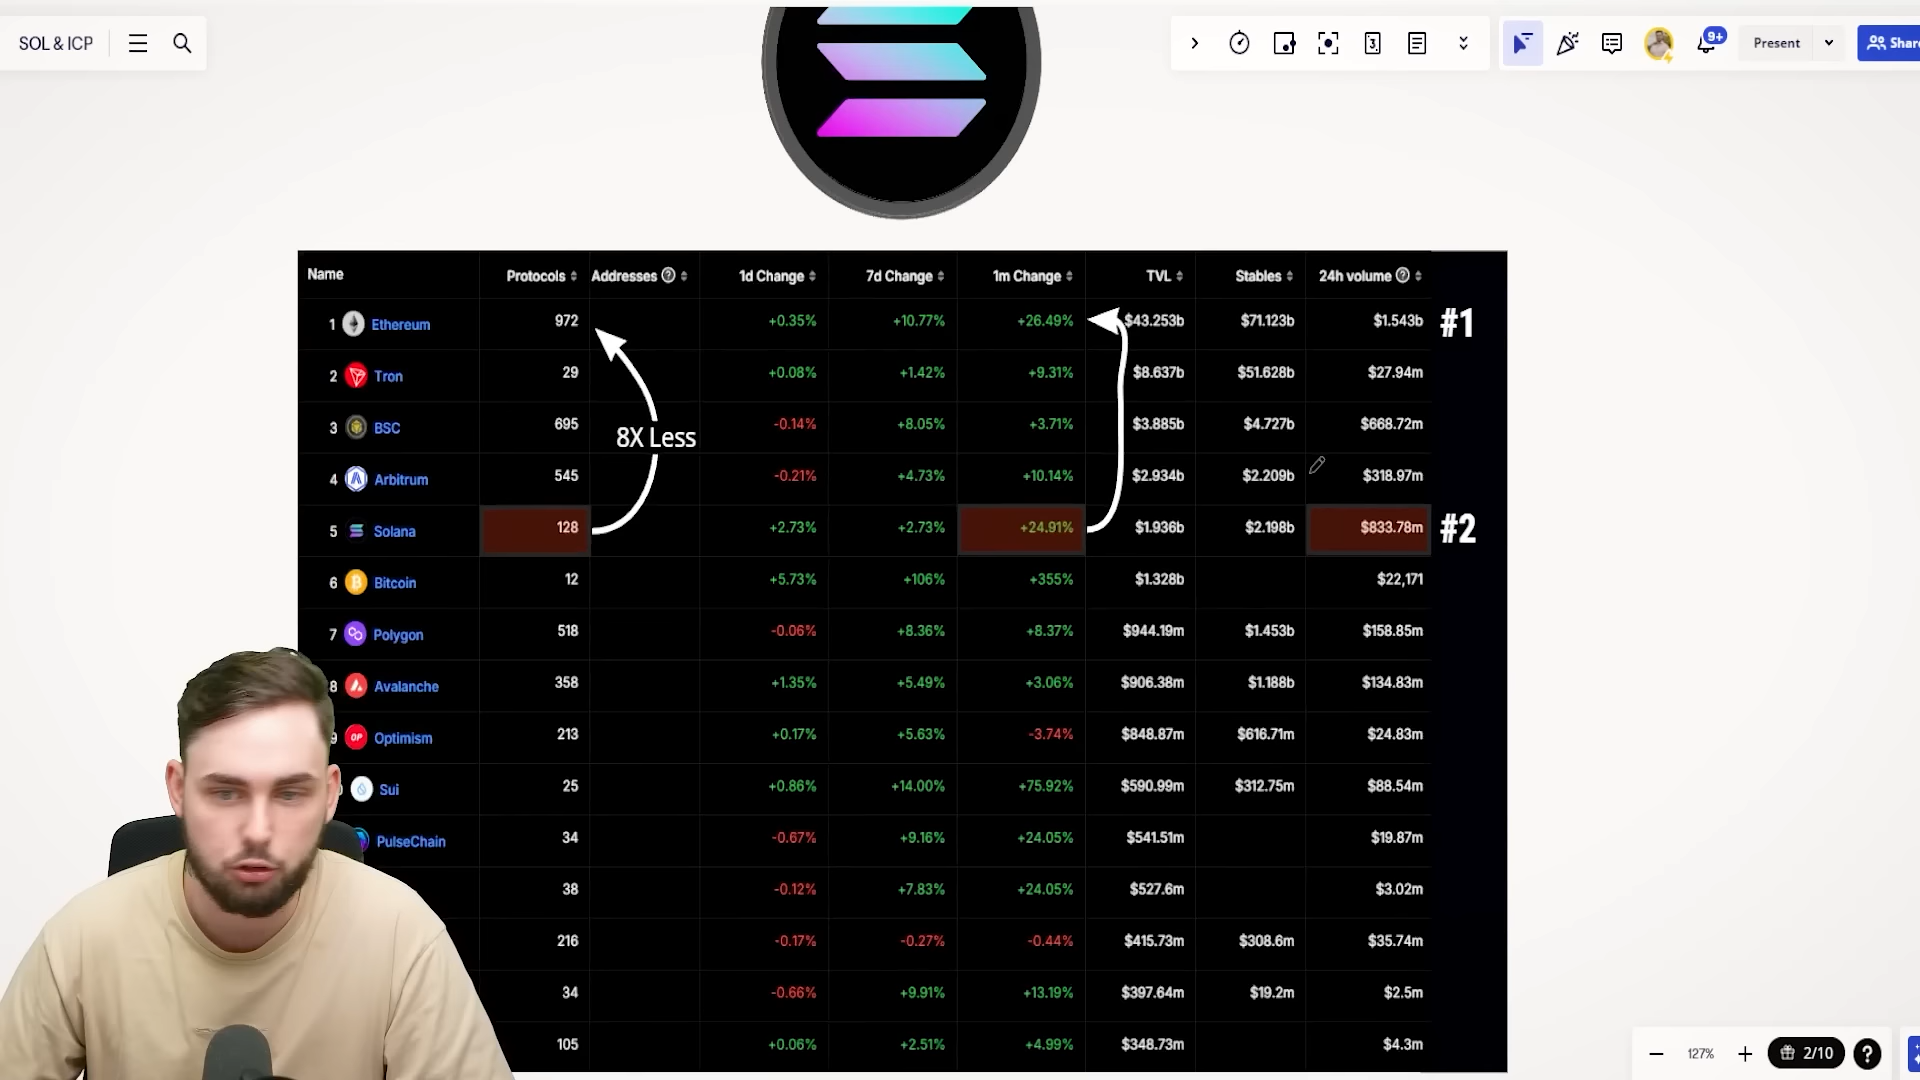 SOL & ICP
3
9+
Present
Share
Name Protocols Addresses ? 1d Change 7d Change 1m Change TVL Stables 24h volume ?
1 Ethereum 972 +0.35% +10.77% +26.49% $43.253b $71.123b $1.543b #1
2 Tron 29 +0.08% +1.42% +9.31% $8.637b $51.628b $27.94m
3 BSC 695 -0.14% +8.05% +3.71% $3.885b $4.727b $668.72m
8X Less
4 Arbitrum 545 -0.21% +4.73% +10.14% $2.934b $2.209b $318.97m
5 Solana 128 +2.73% +2.73% +24.91% $1.936b $2.198b $833.78m #2
6 Bitcoin 12 +5.73% +106% +355% $1.328b $22,171
7 Polygon 518 -0.06% +8.36% +8.37% $944.19m $1.453b $158.85m
8 Avalanche 358 +1.35% +5.49% +3.06% $906.38m $1.188b $134.83m
9 OP Optimism 213 +0.17% +5.63% -3.74% $848.87m $616.71m $24.83m
Sui 25 +0.86% +14.00% +75.92% $590.99m $312.75m $88.54m
PulseChain 34 -0.67% +9.16% +24.05% $541.51m $19.87m
38 -0.12% +7.83% +24.05% $527.6m $3.02m
216 -0.17% -0.27% -0.44% $415.73m $308.6m $35.74m
34 -0.66% +9.91% +13.19% $397.64m $19.2m $2.5m
105 +0.06% +2.51% +4.99% $348.73m $4.3m
127%
2/10
?